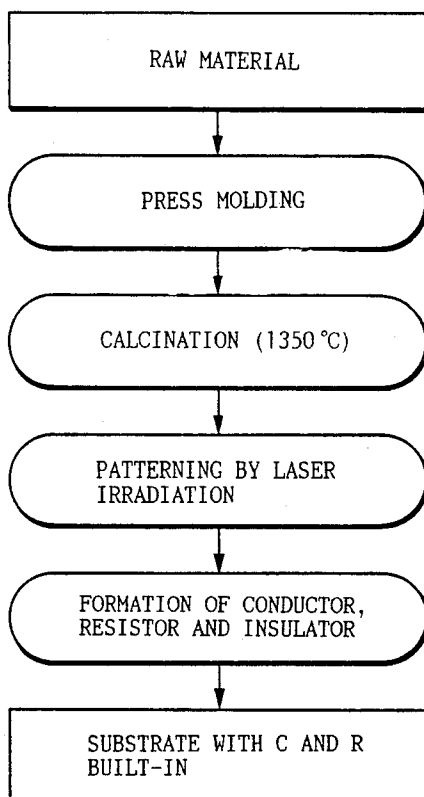 RAW MATERIAL
PRESS MOLDING
CALCINATION (1350°C)
PATTERNING BY LASER
IRRADIATION
FORMATION OF CONDUCTOR,
RESISTOR AND INSULATOR
SUBSTRATE WITH C AND R
BUILT-IN